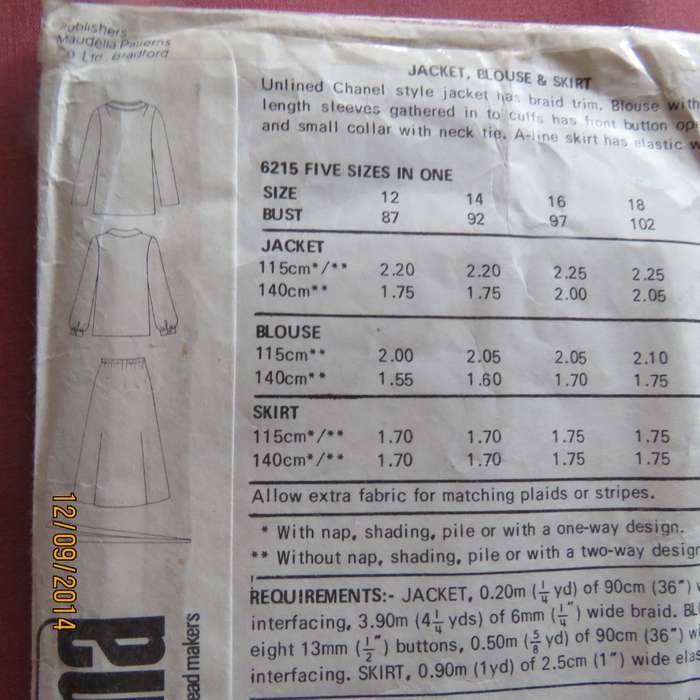 Publishers
Maudella Patterns
Co Ltd. Bradford
JACKET, BLOUSE & SKIRT
Unlined Chanel style jacket has braid trim. Blouse with
length sleeves gathered in to cuffs has front button op
and small collar with neck tie. A-line skirt has elastic w
6215 FIVE SIZES IN ONE
SIZE 12 14 16 18
BUST 87 92 97 102
JACKET
115cm*/** 2.20 2.20 2.25 2.25
140cm*/** 1.75 1.75 2.00 2.05
BLOUSE
115cm** 2.00 2.05 2.05 2.10
140cm** 1.55 1.60 1.70 1.75
SKIRT
115cm*/** 1.70 1.70 1.75 1.75
140cm*/** 1.70 1.70 1.75 1.75
Allow extra fabric for matching plaids or stripes.
* With nap, shading, pile or with a one-way design.
** Without nap, shading, pile or with a two-way design
REQUIREMENTS:- JACKET, 0.20m (¼ yd) of 90cm (36")
interfacing, 3.90m (4¼ yds) of 6mm (¼") wide braid. BL
eight 13mm (½") buttons, 0.50m (⅝ yd) of 90cm (36") w
interfacing. SKIRT, 0.90m (1yd) of 2.5cm (1") wide elas
ead makers
12/09/2014